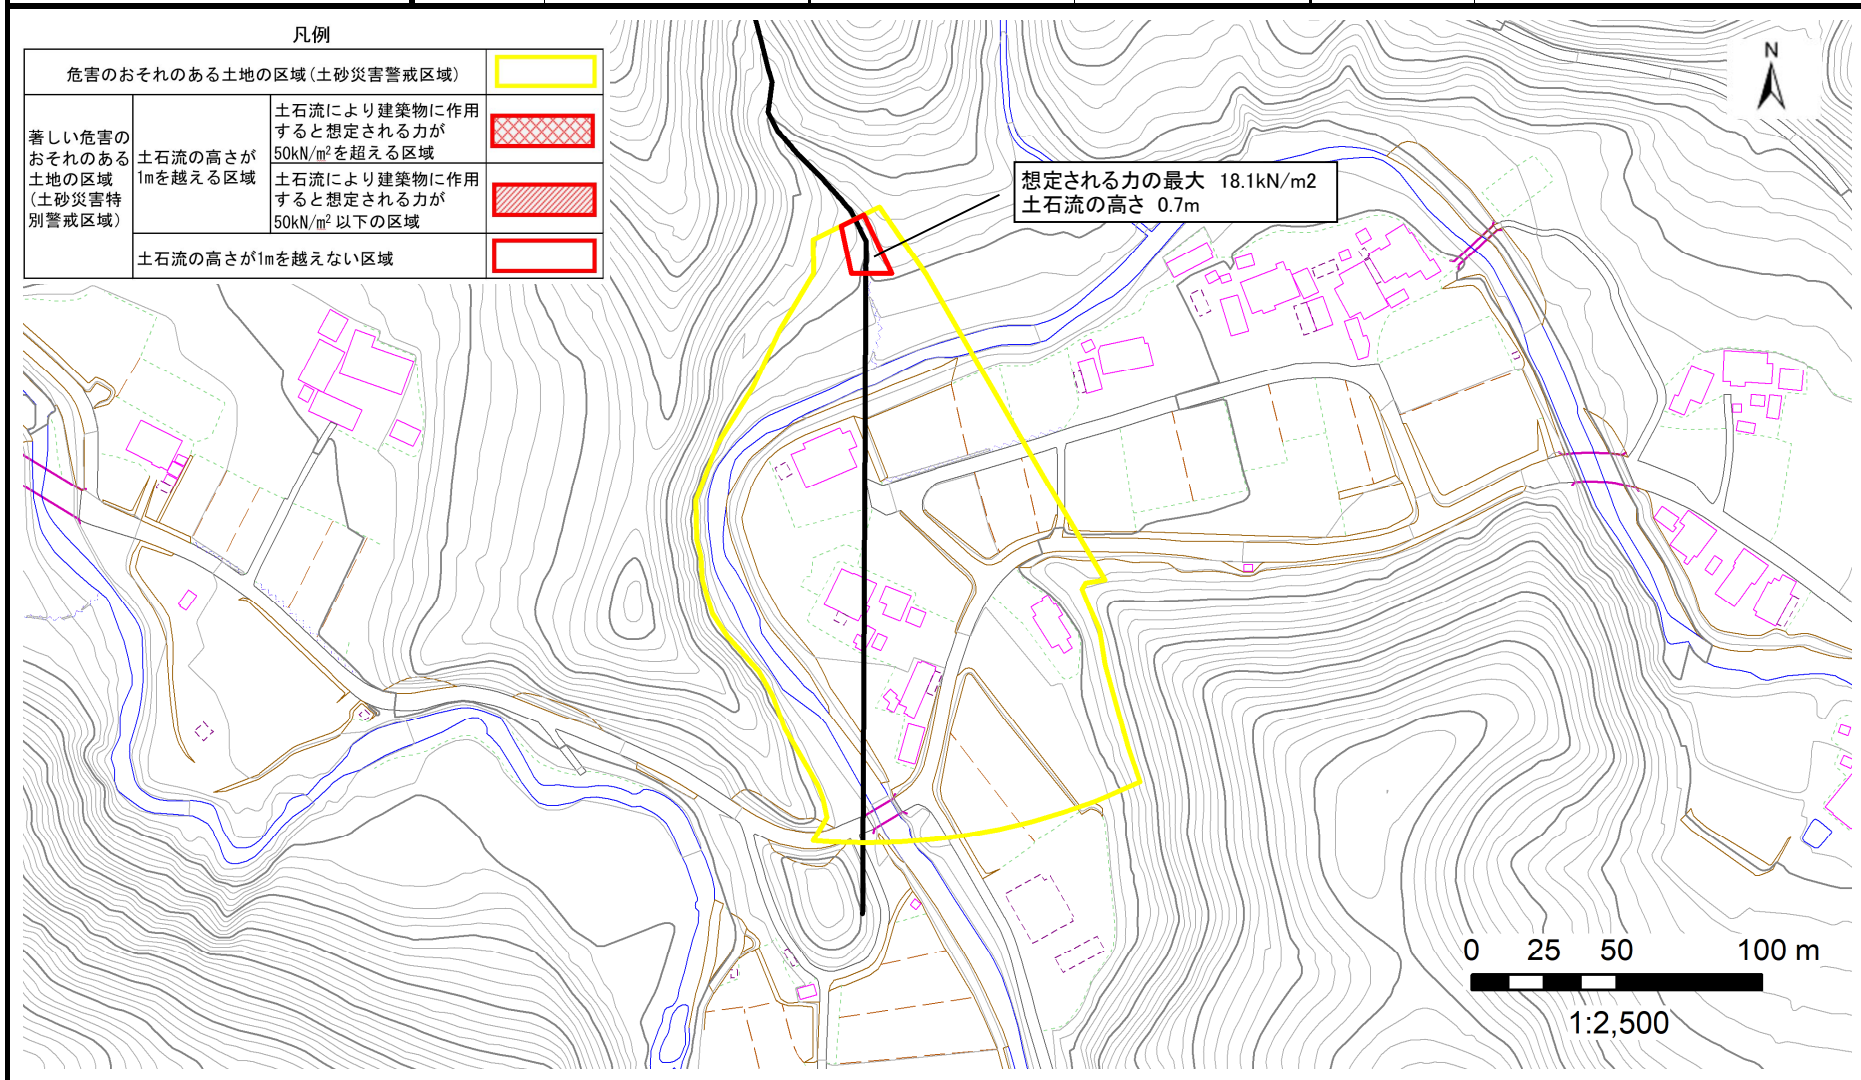 凡例
危害のおそれのある土地の区域(土砂災害警戒区域)
著しい危害の
おそれのある
土地の区域
(土砂災害特
別警戒区域)
土石流の高さが
1mを越える区域
土石流により建築物に作用
すると想定される力が
50kN/m²を超える区域
土石流により建築物に作用
すると想定される力が
50kN/m² 以下の区域
土石流の高さが1mを越えない区域
想定される力の最大 18.1kN/m2
土石流の高さ 0.7m
N
0 25 50 100 m
1:2,500